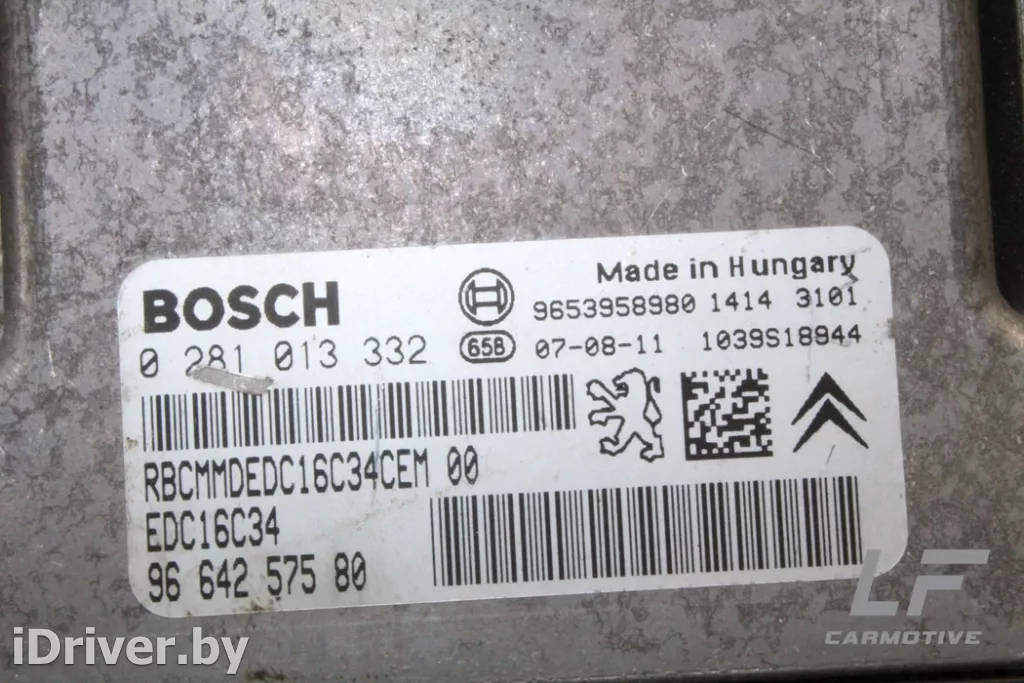 BOSCH
Made in Hungary
9653958980 1414 3101
0 281 013 332
658 07-08-11 1039S18944
RBCMMDEDC16C34CEM 00
EDC16C34
96 642 575 80
LF
CARMOTIVE
iDriver.by